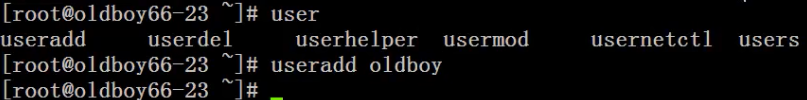 [root@oldboy66-23 ~]# user
useradd userdel userhelper usermod usernetctl users
[root@oldboy66-23 ~]# useradd oldboy
[root@oldboy66-23 ~]#